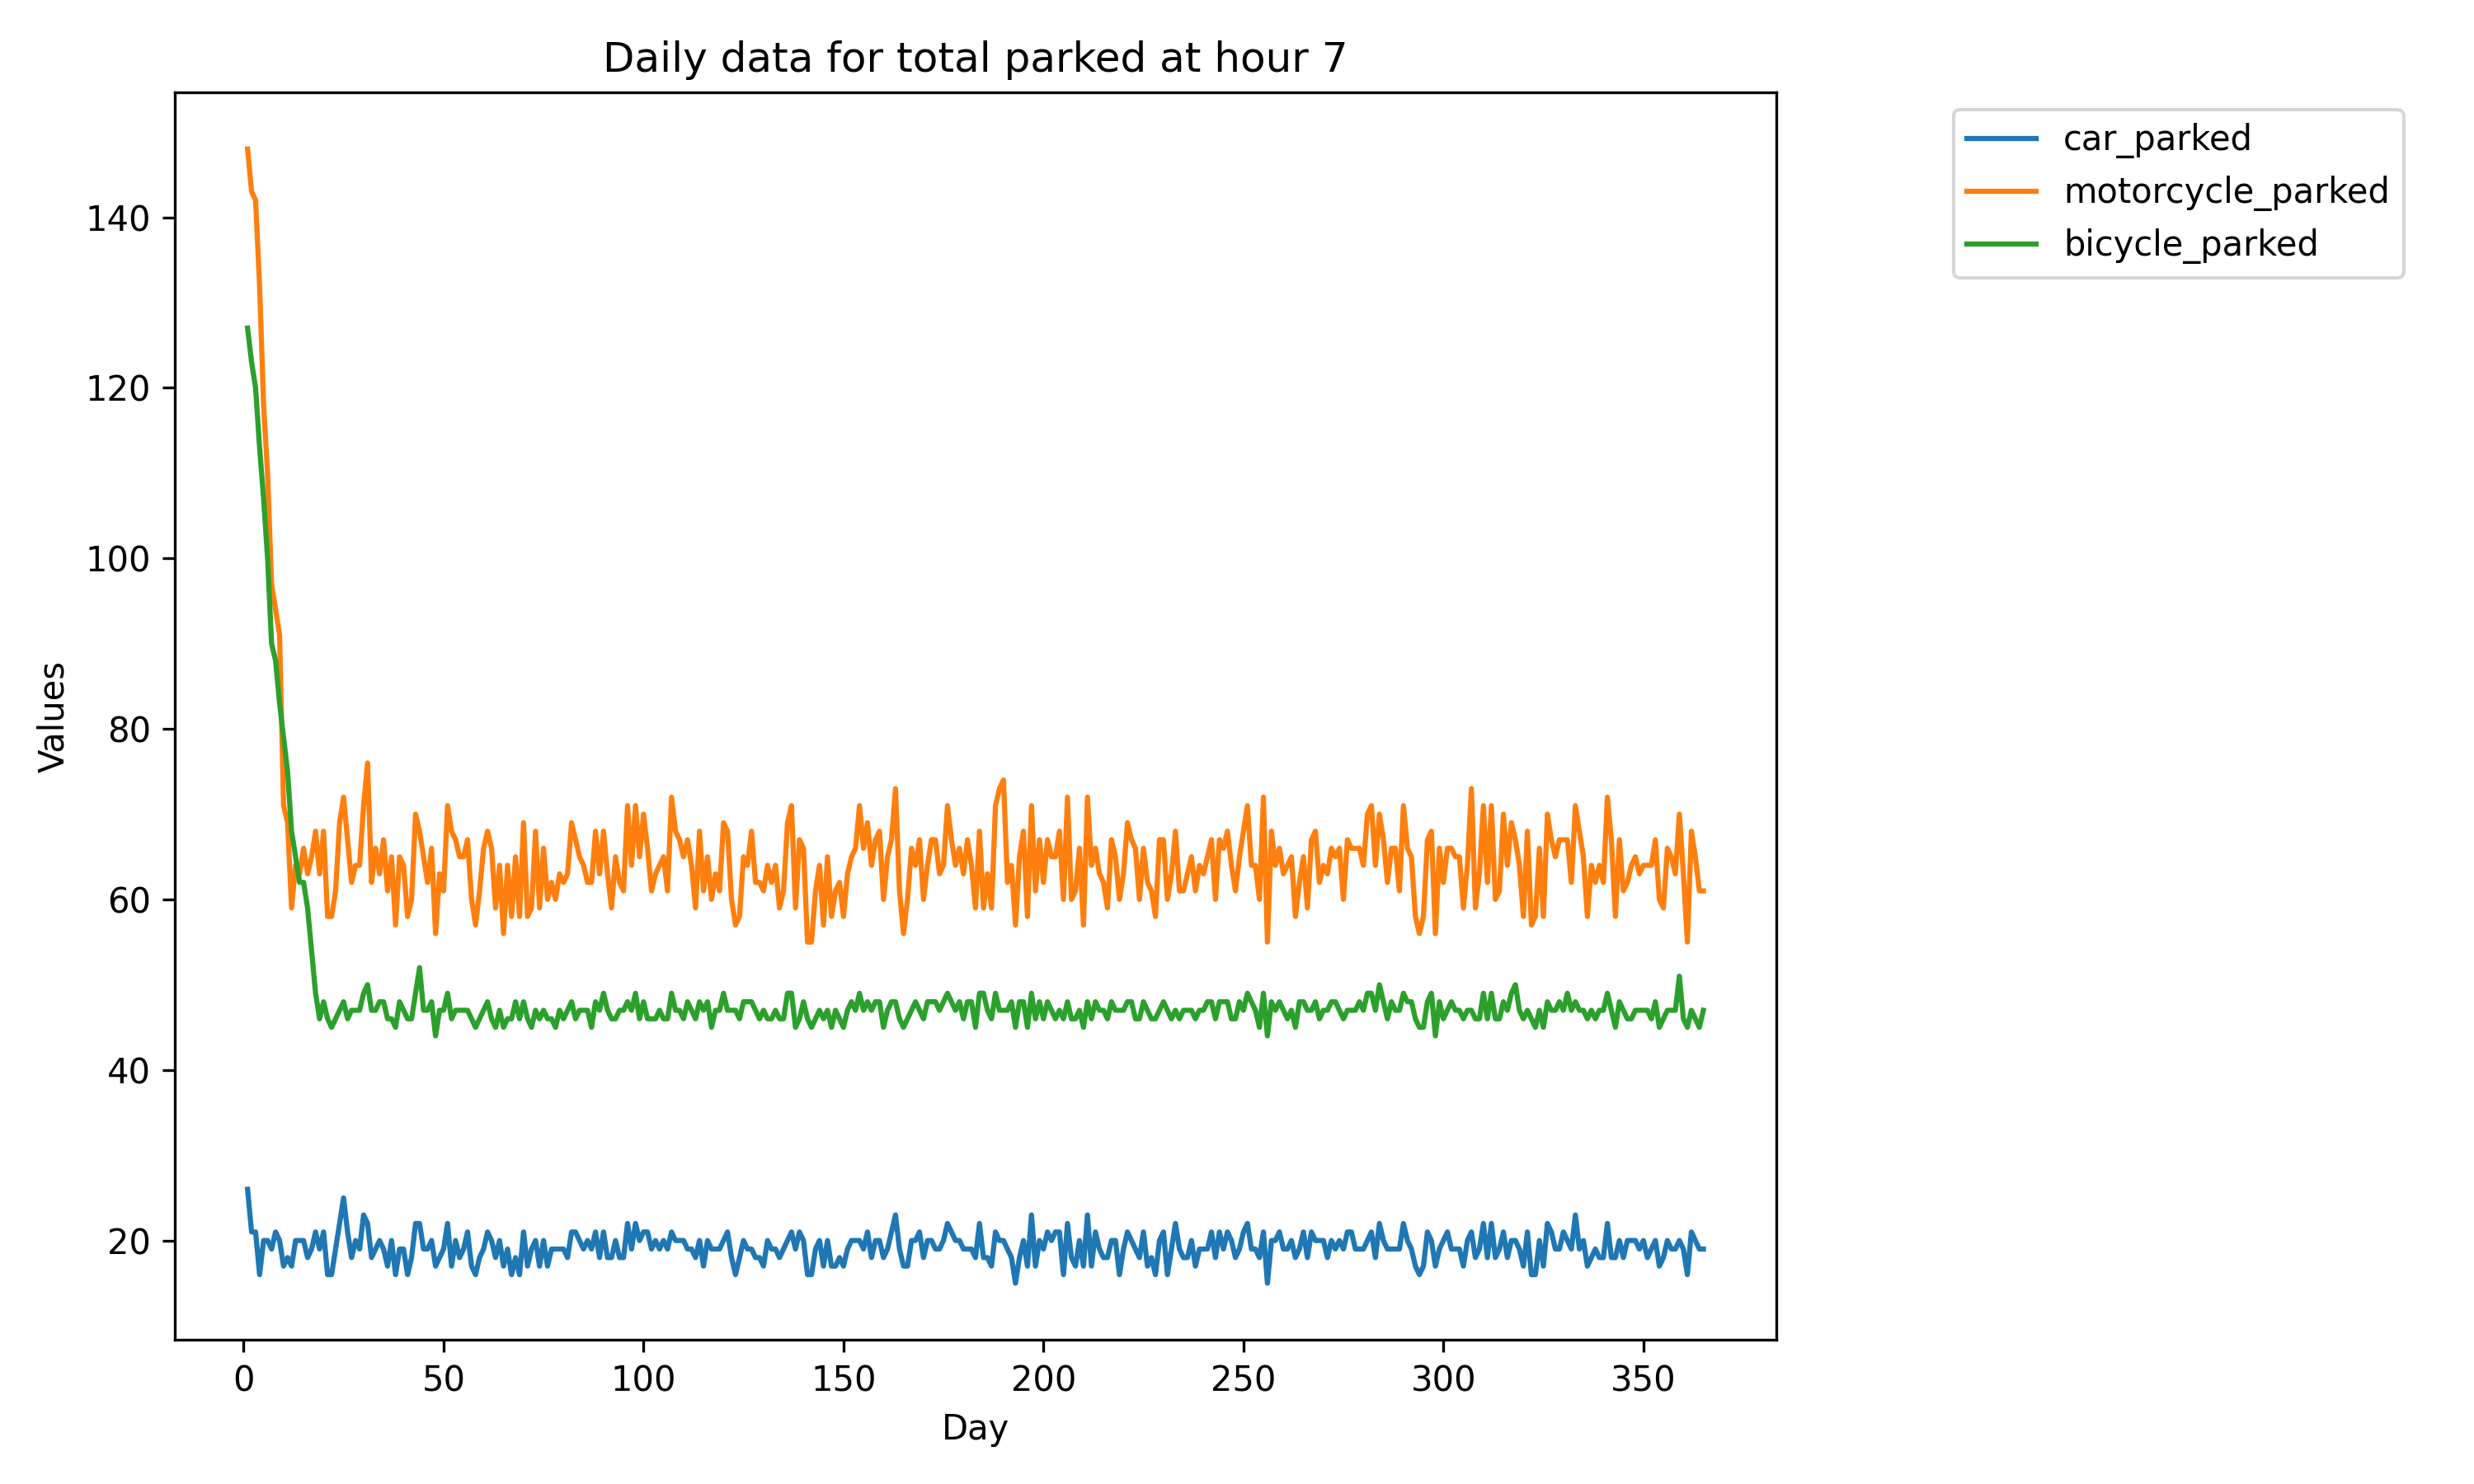 Daily data for total parked at hour 7
car_parked
motorcycle_parked
bicycle_parked
Values
140
120
100
80
60
40
20
0 50 100 150 200 250 300 350
Day